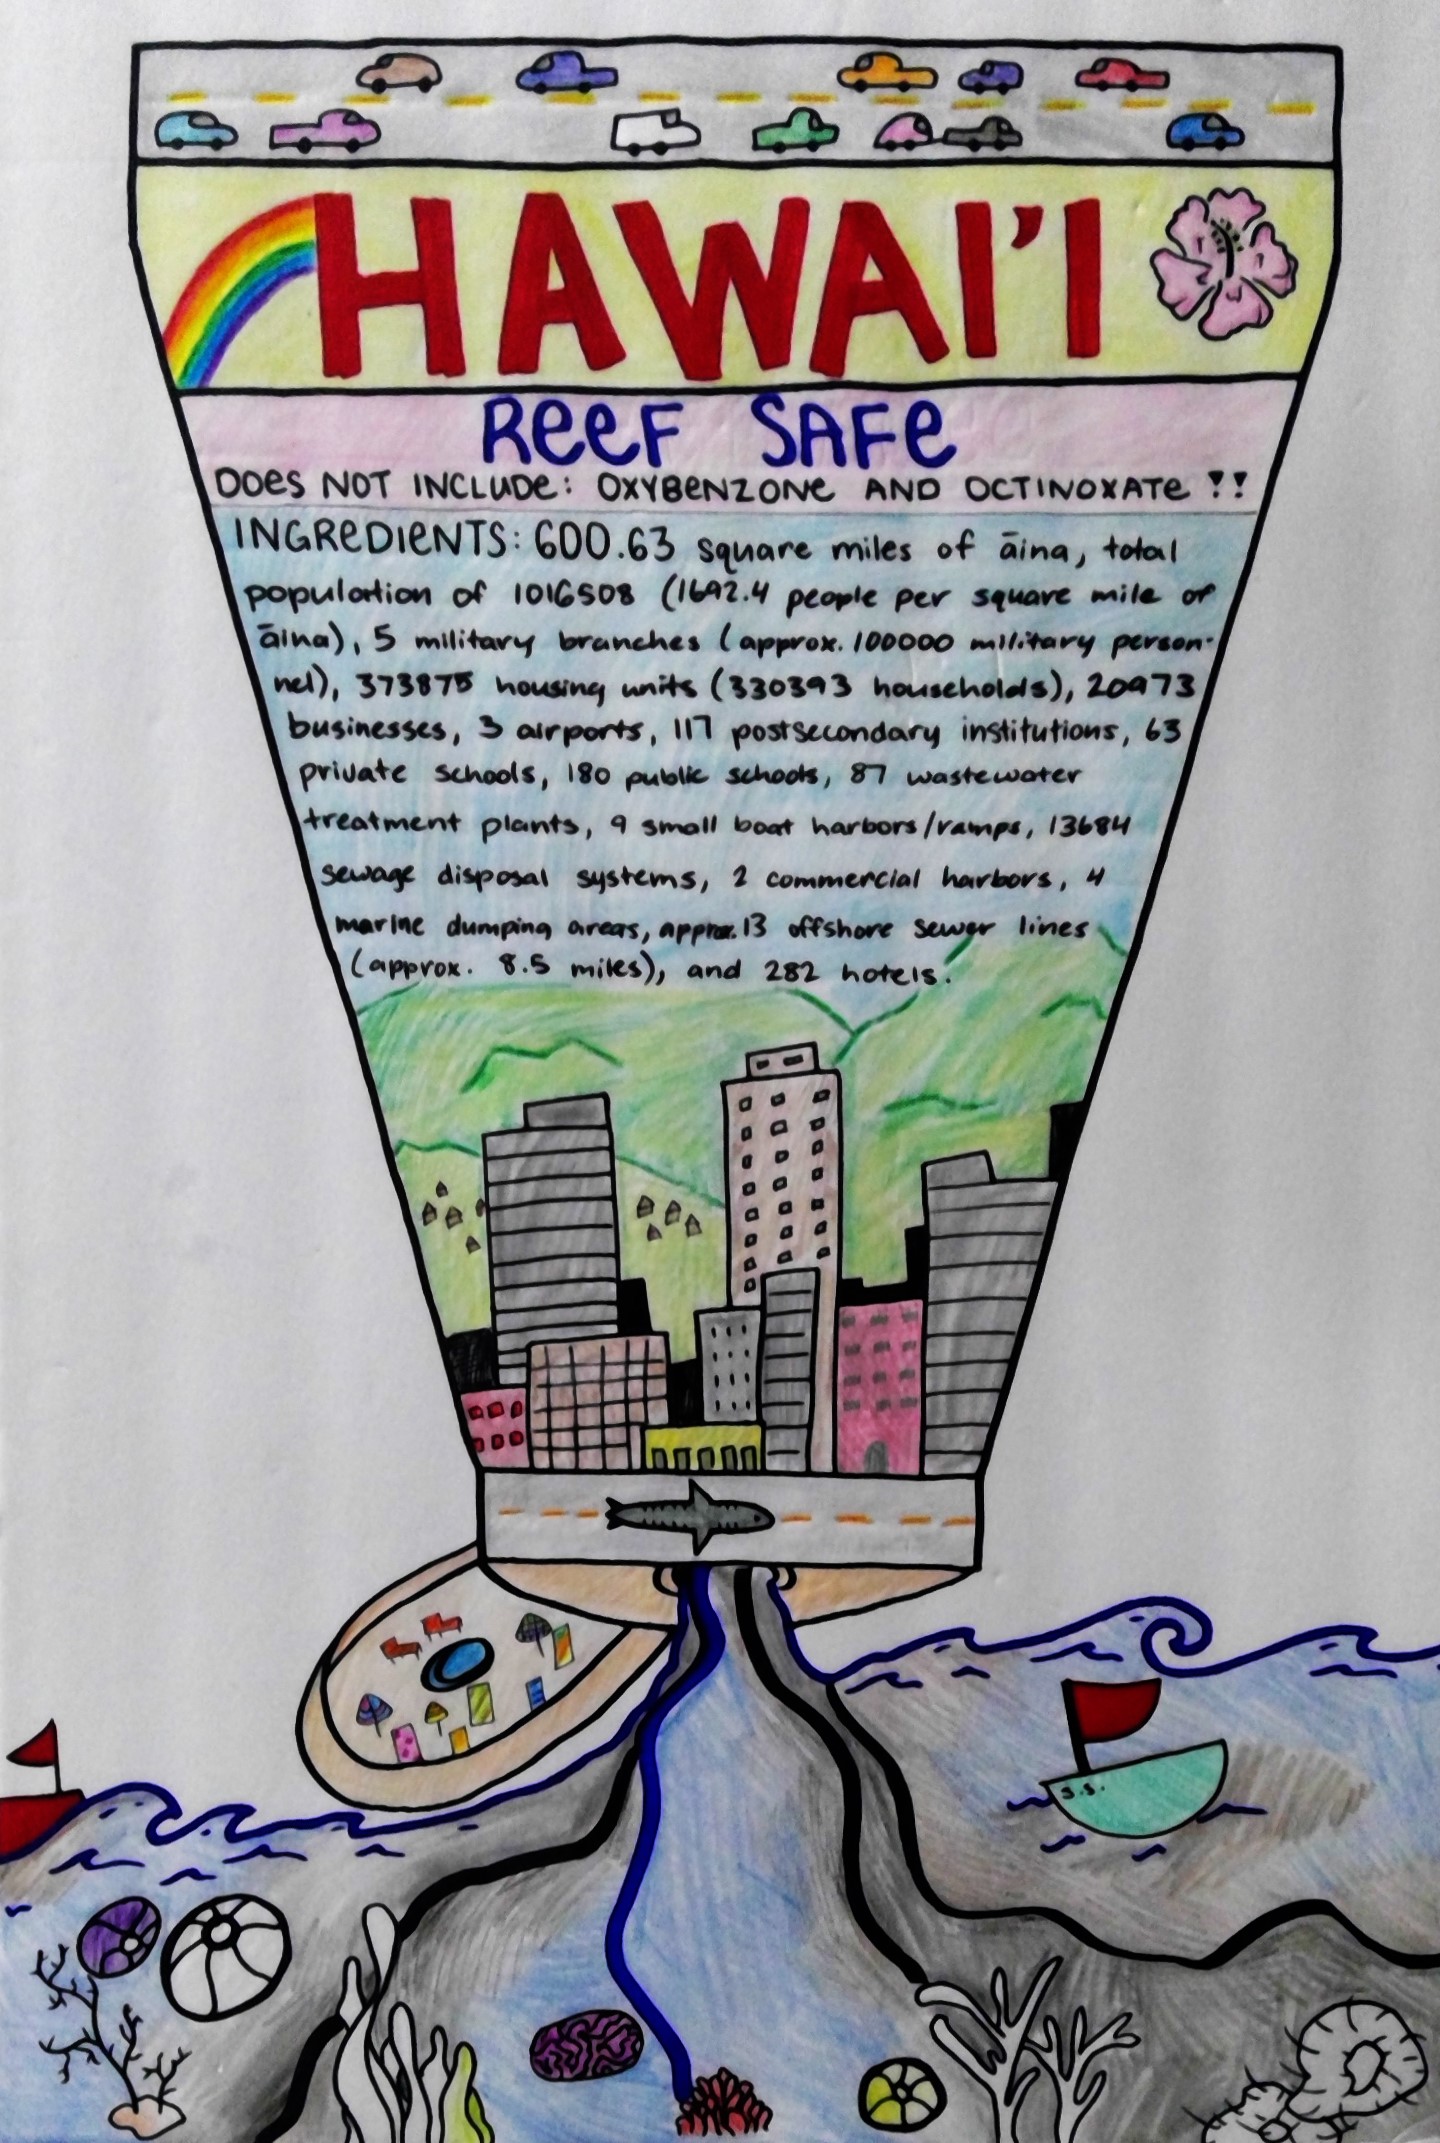 HAWAI'I
REEF SAFE
DOES NOT INCLUDE: OXYBENZONE AND OCTINOXATE !!
INGREDIENTS: 600.63 square miles of āina, total
population of 1016508 (1692.4 people per square mile of
āina), 5 military branches (approx. 100000 military person-
nel), 373875 housing units (330393 households), 20973
businesses, 3 airports, 117 postsecondary institutions, 63
private schools, 180 public schools, 87 wastewater
treatment plants, 9 small boat harbors/ramps, 13684
sewage disposal systems, 2 commercial harbors, 4
marine dumping areas, approx. 13 offshore sewer lines
(approx. 8.5 miles), and 282 hotels.
S.S.